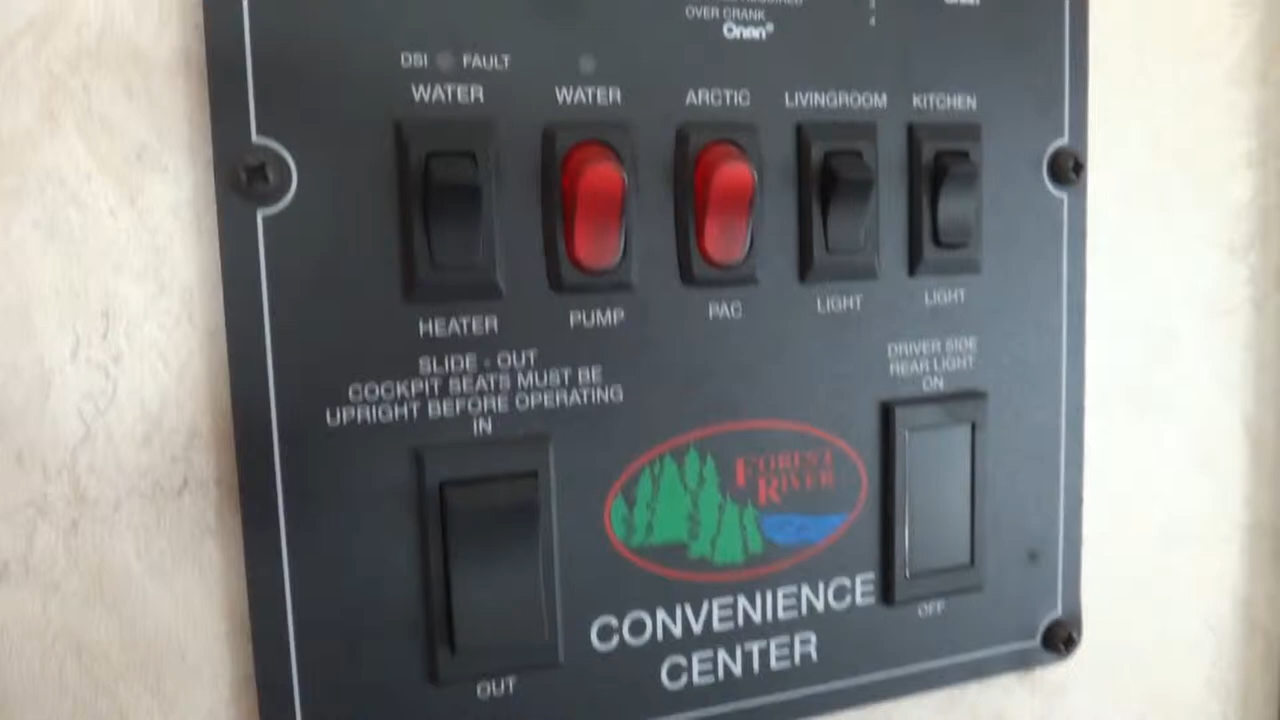 OVER CRANK
Onan®
DSI FAULT
WATER WATER ARCTIC LIVINGROOM KITCHEN
HEATER PUMP PAC LIGHT LIGHT
SLIDE - OUT
COCKPIT SEATS MUST BE
UPRIGHT BEFORE OPERATING
IN
OUT
DRIVER SIDE
REAR LIGHT
ON
OFF
FOREST
RIVER
CONVENIENCE
CENTER